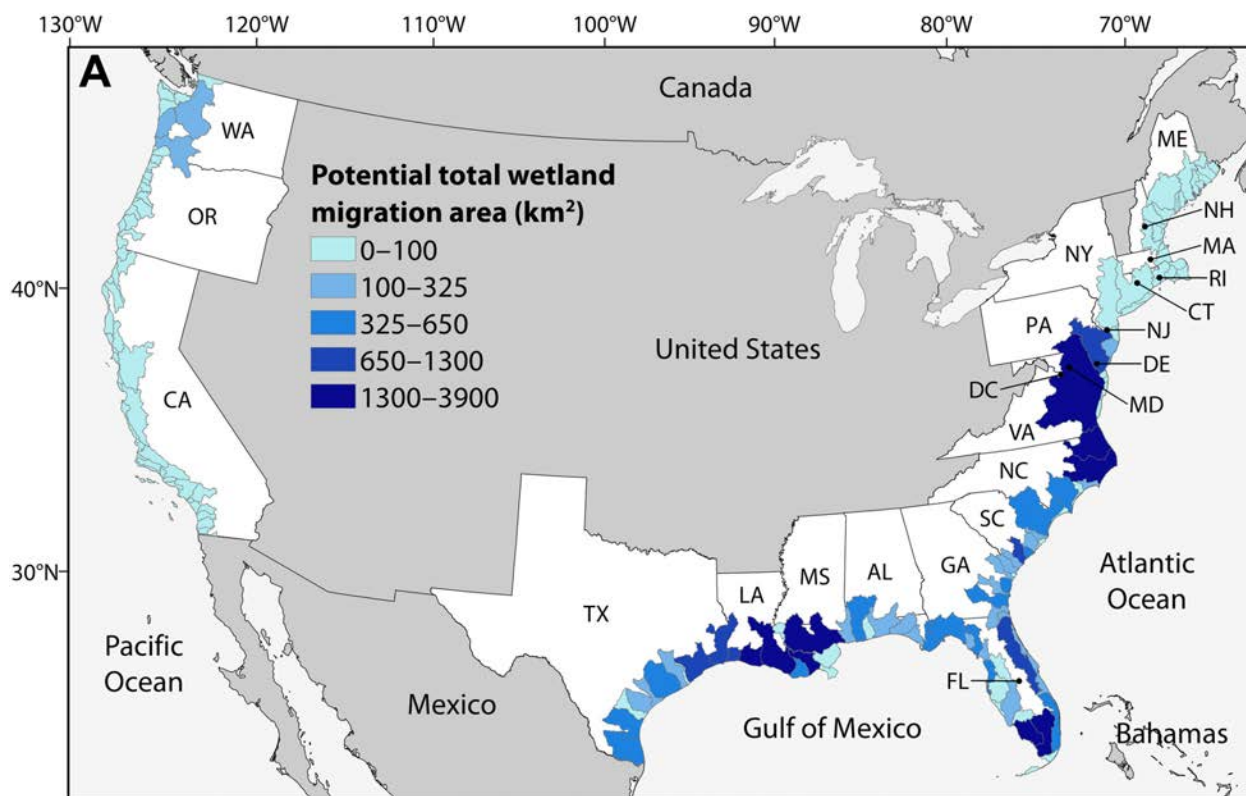 130°W 120°W 110°W 100°W 90°W 80°W 70°W
A
Canada
WA
ME
Potential total wetland
migration area (km²)
OR
NH
0–100
MA
NY
100–325
RI
40°N
CT
325–650
PA
NJ
650–1300
United States
DE
1300–3900
DC
CA
MD
VA
NC
SC
30°N
MS
AL
GA
Atlantic
Ocean
LA
TX
Pacific
Ocean
FL
Mexico
Gulf of Mexico
Bahamas